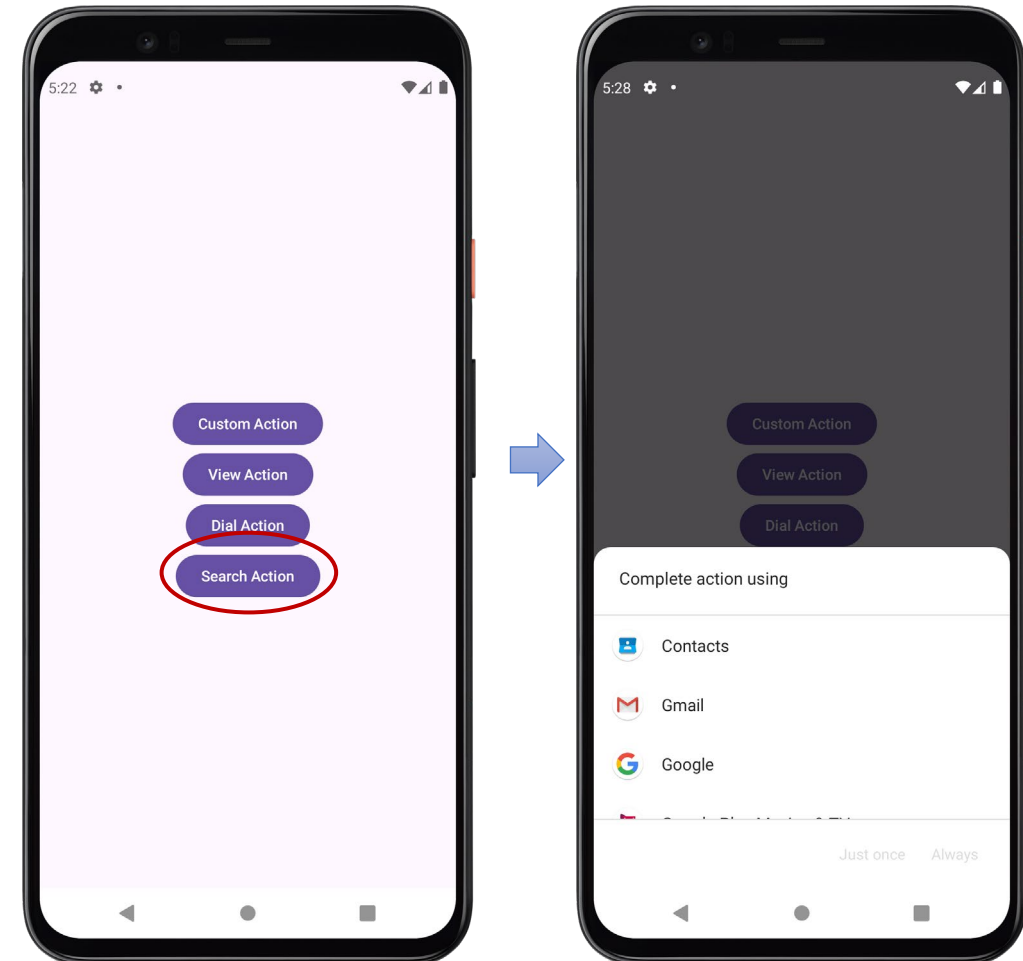 5:22
Custom Action
View Action
Dial Action
Search Action
5:28
Custom Action
View Action
Dial Action
Complete action using
Contacts
Gmail
Google
Just once Always